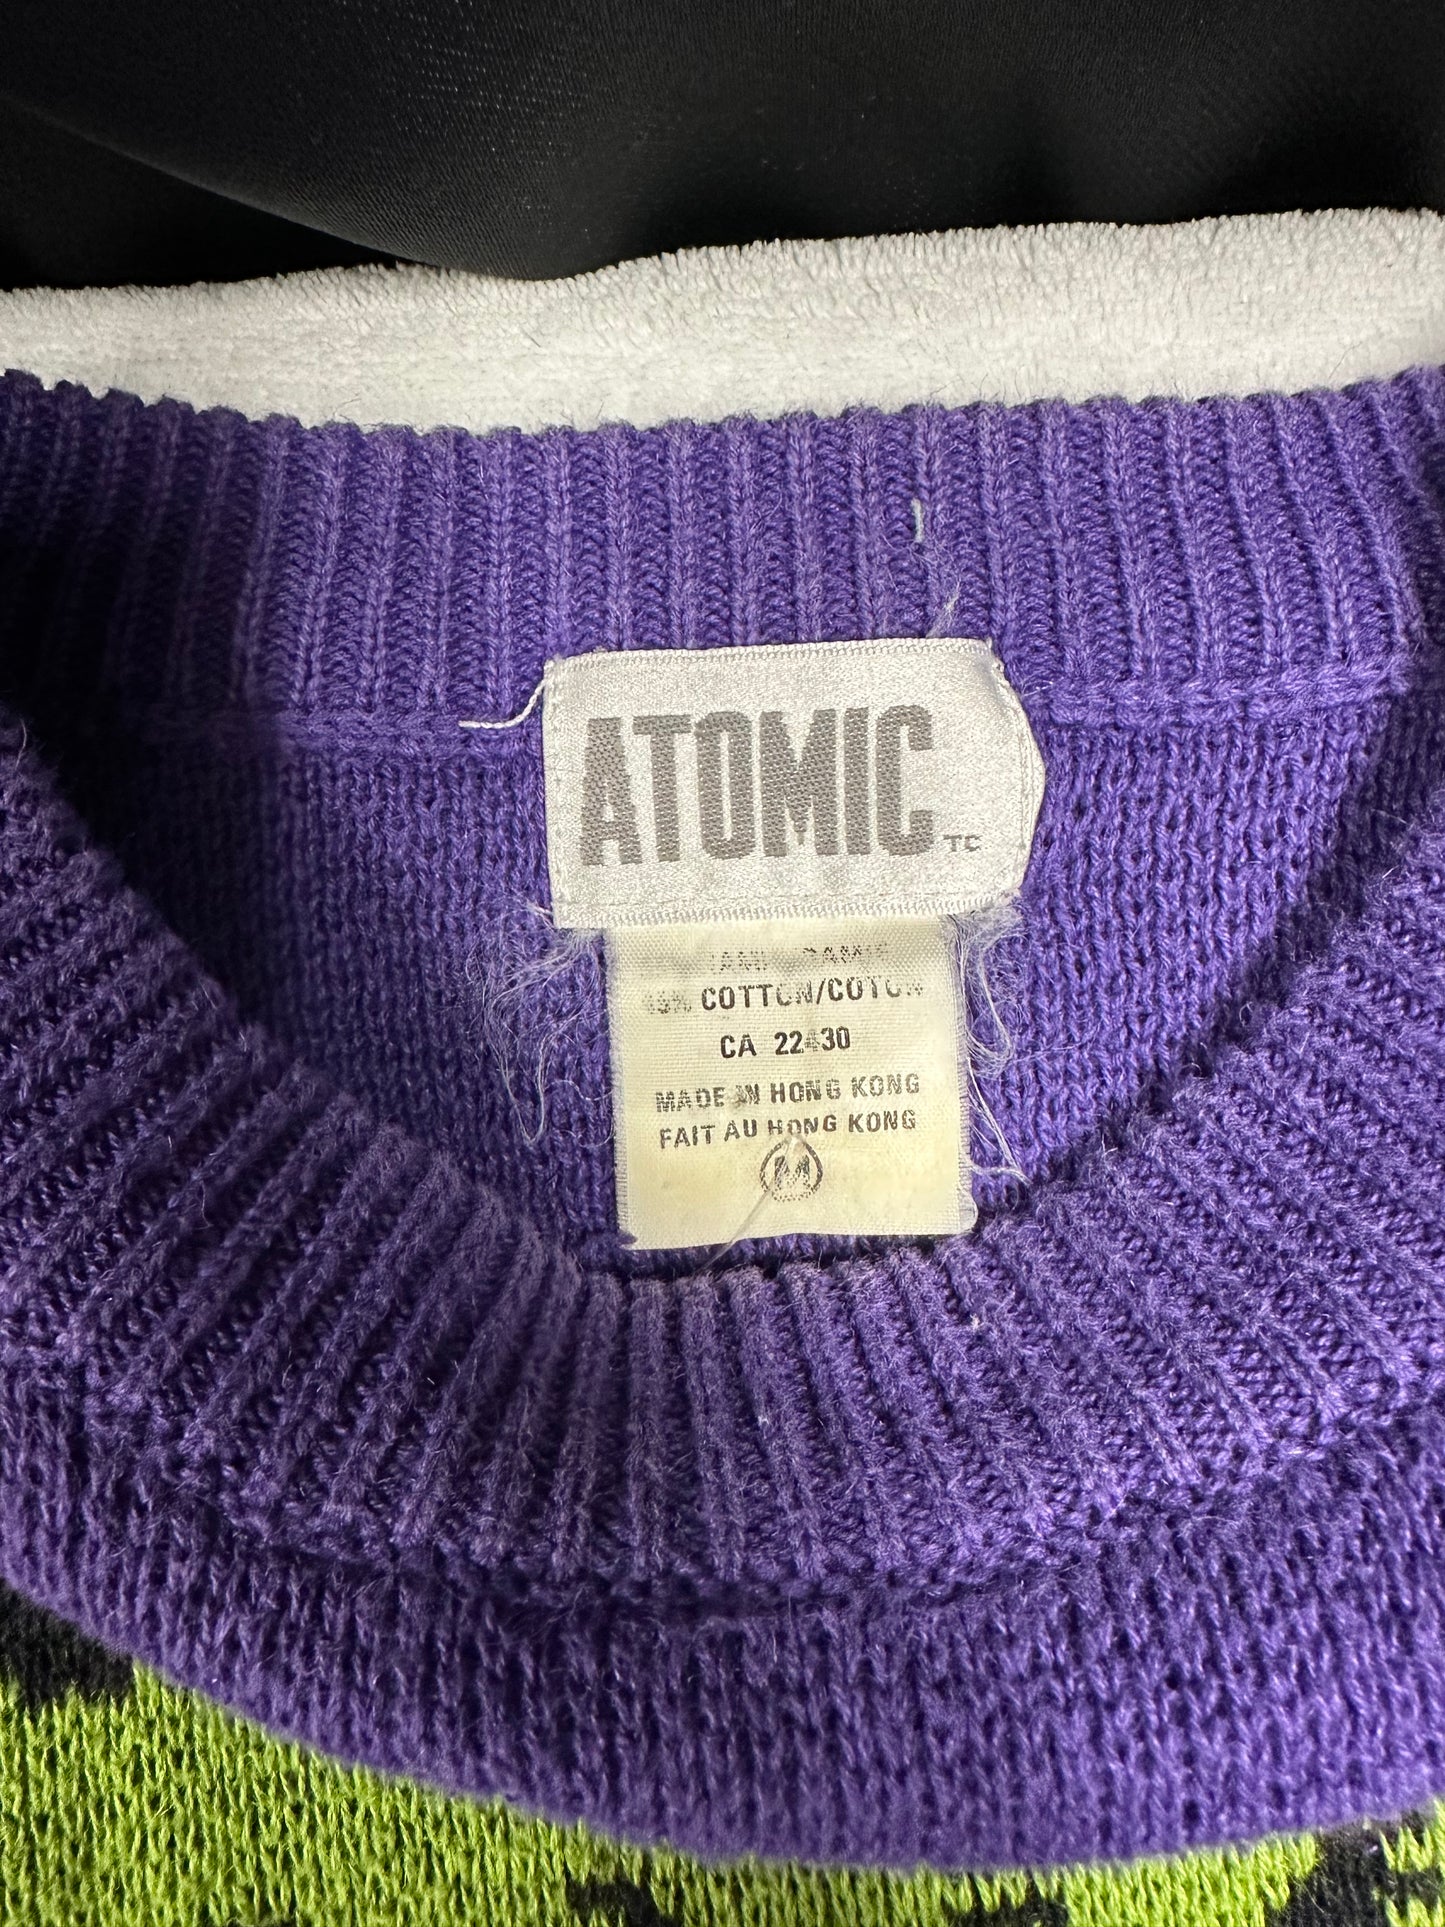 ATOMIC TC
COTTON/COTON
CA 22430
MADE IN HONG KONG
FAIT AU HONG KONG
M